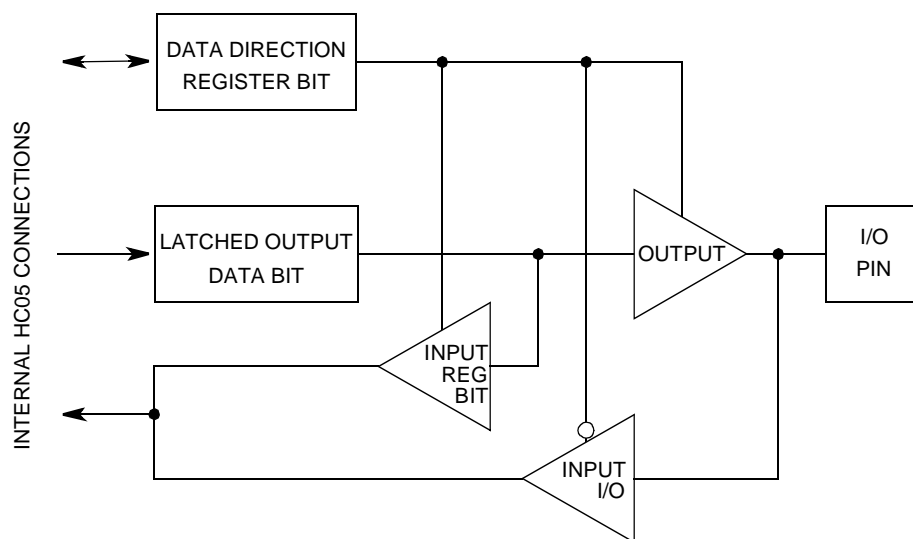 DATA DIRECTION
REGISTER BIT
INTERNAL HC05 CONNECTIONS
LATCHED OUTPUT
DATA BIT
OUTPUT
I/O
PIN
INPUT
REG
BIT
INPUT
I/O